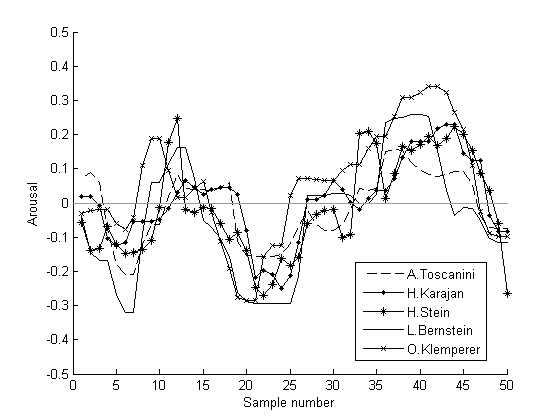 0.5
0.4
0.3
0.2
0.1
0
-0.1
-0.2
-0.3
-0.4
-0.5
Arousal
0 5 10 15 20 25 30 35 40 45 50
Sample number
A.Toscanini
H.Karajan
H.Stein
L.Bernstein
O.Klemperer